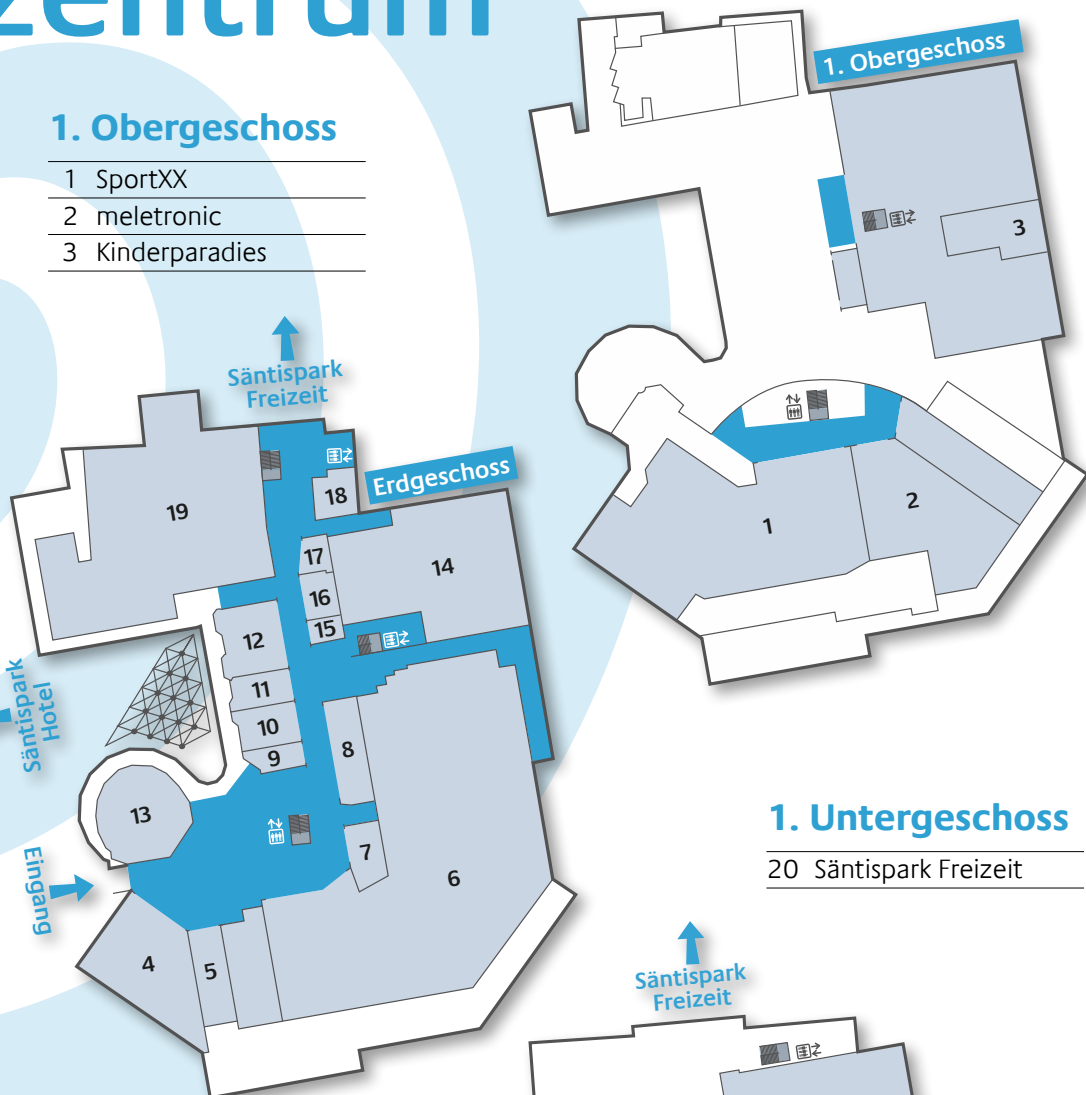 zentrum
1. Obergeschoss
1 SportXX
2 meletronic
3 Kinderparadies
1. Obergeschoss
3
1
2
Säntispark
Freizeit
Erdgeschoss
19
18
17
14
16
15
12
11
10
9
8
13
7
6
4
5
Säntispark
Hotel
Eingang
1. Untergeschoss
20 Säntispark Freizeit
Säntispark
Freizeit